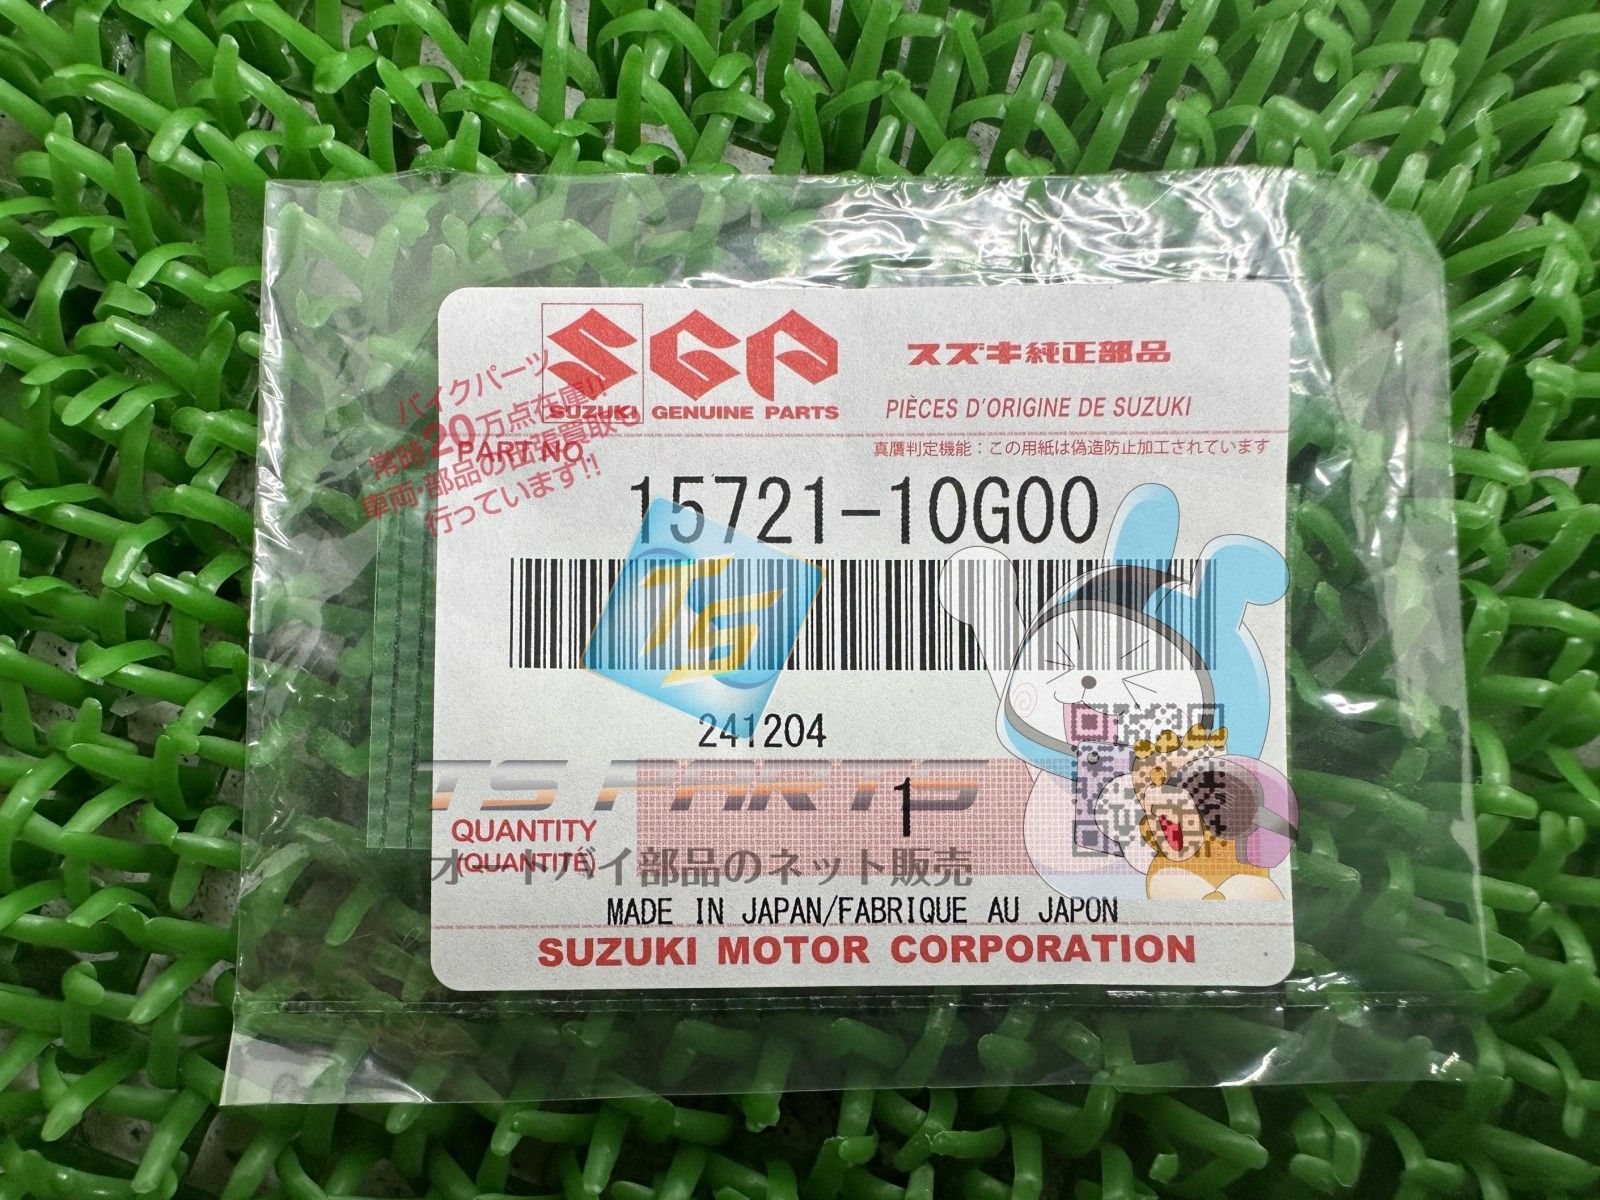 SGP
スズキ純正部品
SUZUKI GENUINE PARTS
PIÈCES D'ORIGINE DE SUZUKI
バイクパーツ
常時20万点在庫!!
車両・部品の出張買取も
行っています!!
PART NO.
真贋判定機能：この用紙は偽造防止加工されています
15721-10G00
TS
241204
TS PARTS
1
QUANTITY
(QUANTITÉ)
オートバイ部品のネット販売
MADE IN JAPAN/FABRIQUE AU JAPON
SUZUKI MOTOR CORPORATION